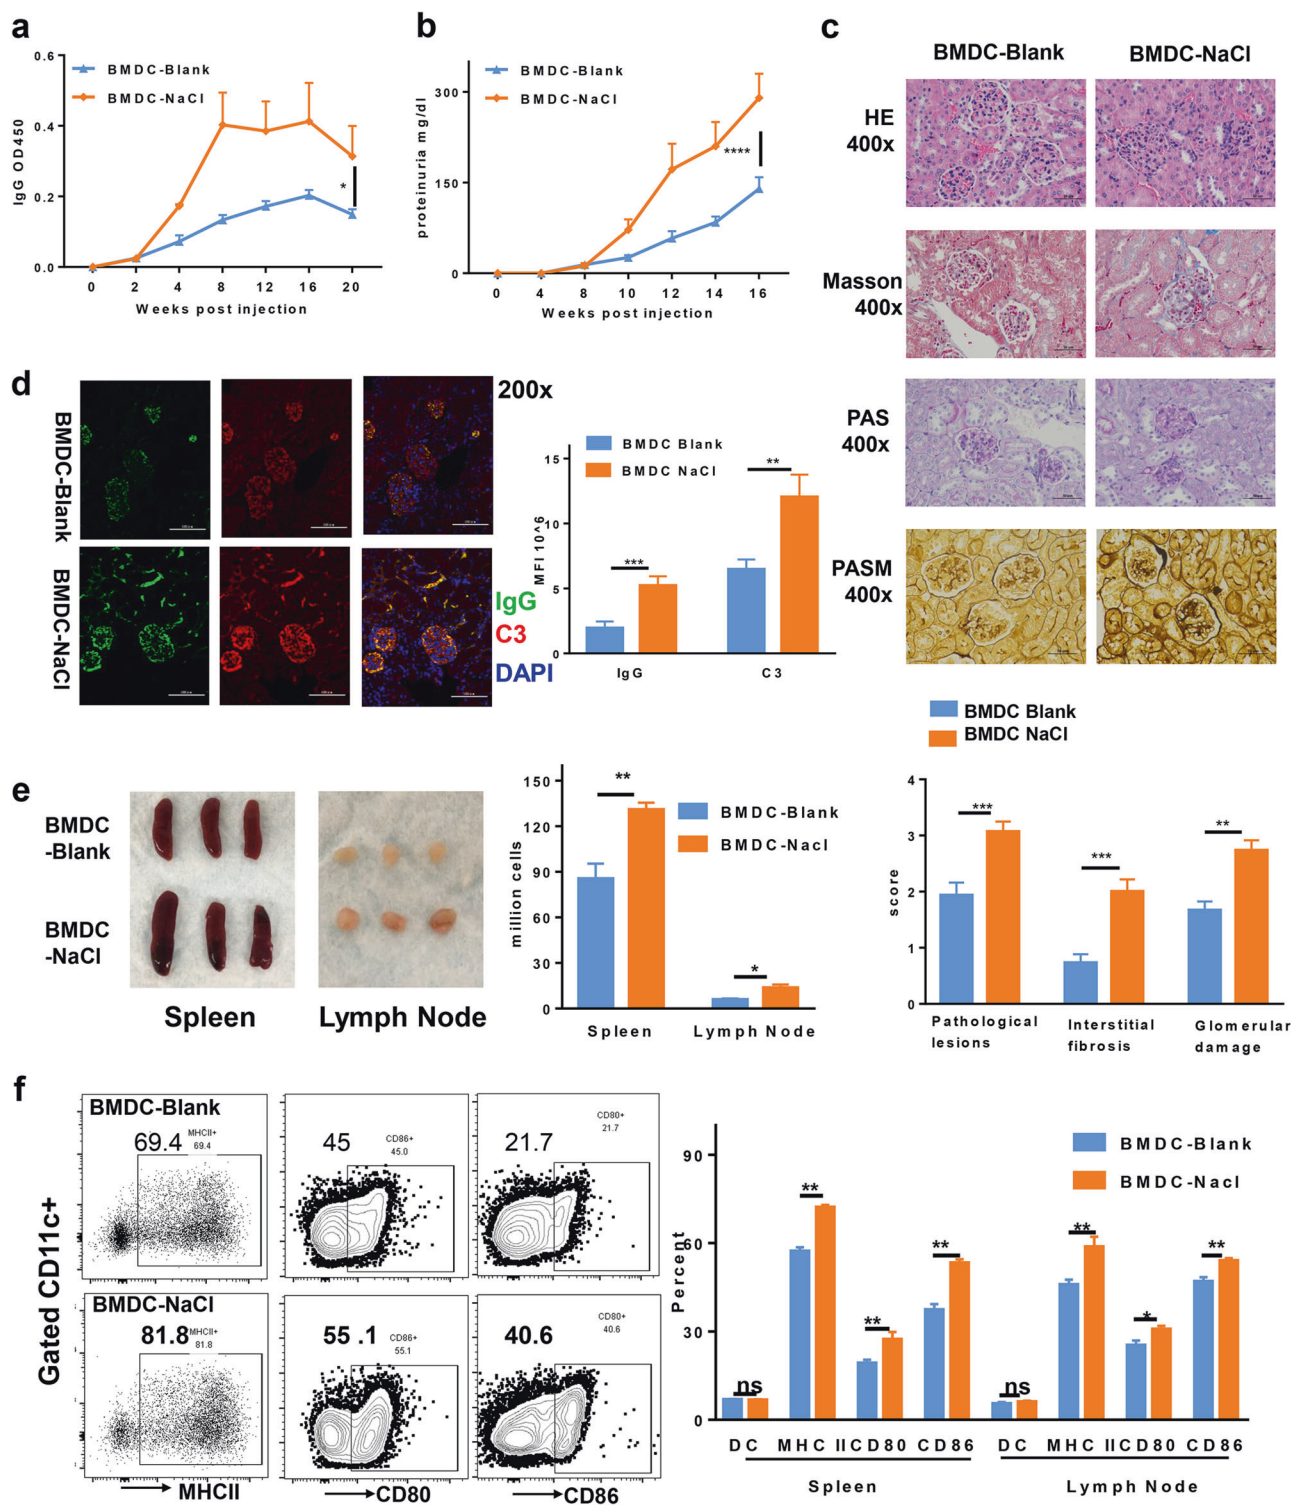 a
0.6
0.4
0.2
0.0
IgG OD450
BMDC-Blank
BMDC-NaCl
*
0 2 4 8 12 16 20
Weeks post injection
b
300
150
0
proteinuria mg/dl
BMDC-Blank
BMDC-NaCl
****
0 4 8 10 12 14 16
Weeks post injection
c
BMDC-Blank BMDC-NaCl
HE
400x
Masson
400x
PAS
400x
PASM
400x
BMDC Blank
BMDC NaCl
4
3
2
1
0
score
***
***
**
Pathological
lesions
Interstitial
fibrosis
Glomerular
damage
d
BMDC-Blank
BMDC-NaCl
200x
IgG
C3
DAPI
15
10
5
0
MFI 10^6
BMDC Blank
BMDC NaCl
***
**
IgG C3
e
BMDC
-Blank
BMDC
-NaCl
Spleen Lymph Node
150
120
90
60
30
0
million cells
BMDC-Blank
BMDC-Nacl
**
*
Spleen Lymph Node
f
Gated CD11c+
BMDC-Blank
69.4
MHCII+
69.4
45
CD86+
45.0
21.7
CD80+
21.7
BMDC-NaCl
81.8
MHCII+
81.8
55 .1
CD86+
55.1
40.6
CD80+
40.6
MHCII CD80 CD86
90
60
30
0
Percent
BMDC-Blank
BMDC-Nacl
ns ** ** ** ns ** * **
DC MHC II CD80 CD86 DC MHC II CD80 CD86
Spleen Lymph Node